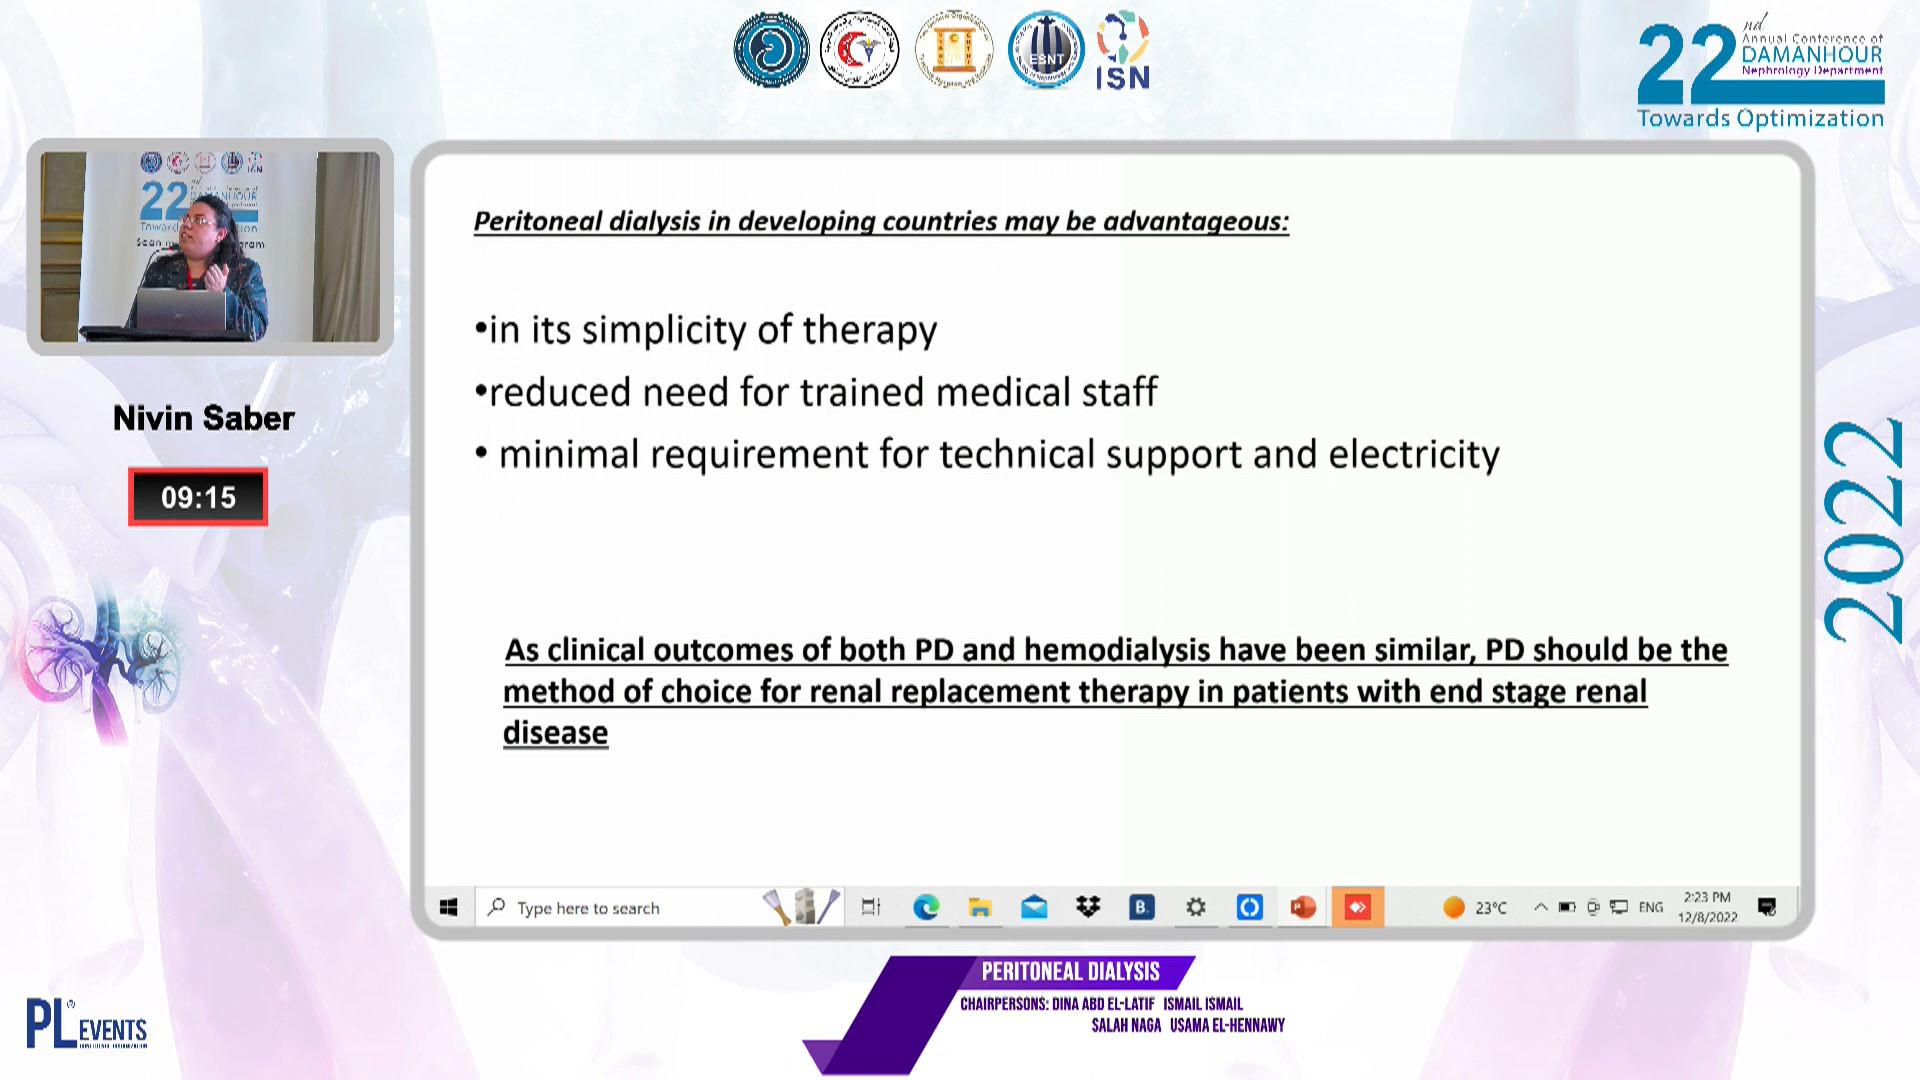 ESNT
ISN
22nd
Annual Conference of
DAMANHOUR
Nephrology Department
Towards Optimization
22
DAMANHOUR
Nivin Saber
09:15
Peritoneal dialysis in developing countries may be advantageous:
•in its simplicity of therapy
•reduced need for trained medical staff
• minimal requirement for technical support and electricity
As clinical outcomes of both PD and hemodialysis have been similar, PD should be the
method of choice for renal replacement therapy in patients with end stage renal
disease
2022
Type here to search
B.
23°C
ENG
2:23 PM
12/8/2022
PERITONEAL DIALYSIS
CHAIRPERSONS: DINA ABD EL-LATIF ISMAIL ISMAIL
SALAH NAGA USAMA EL-HENNAWY
PL® EVENTS